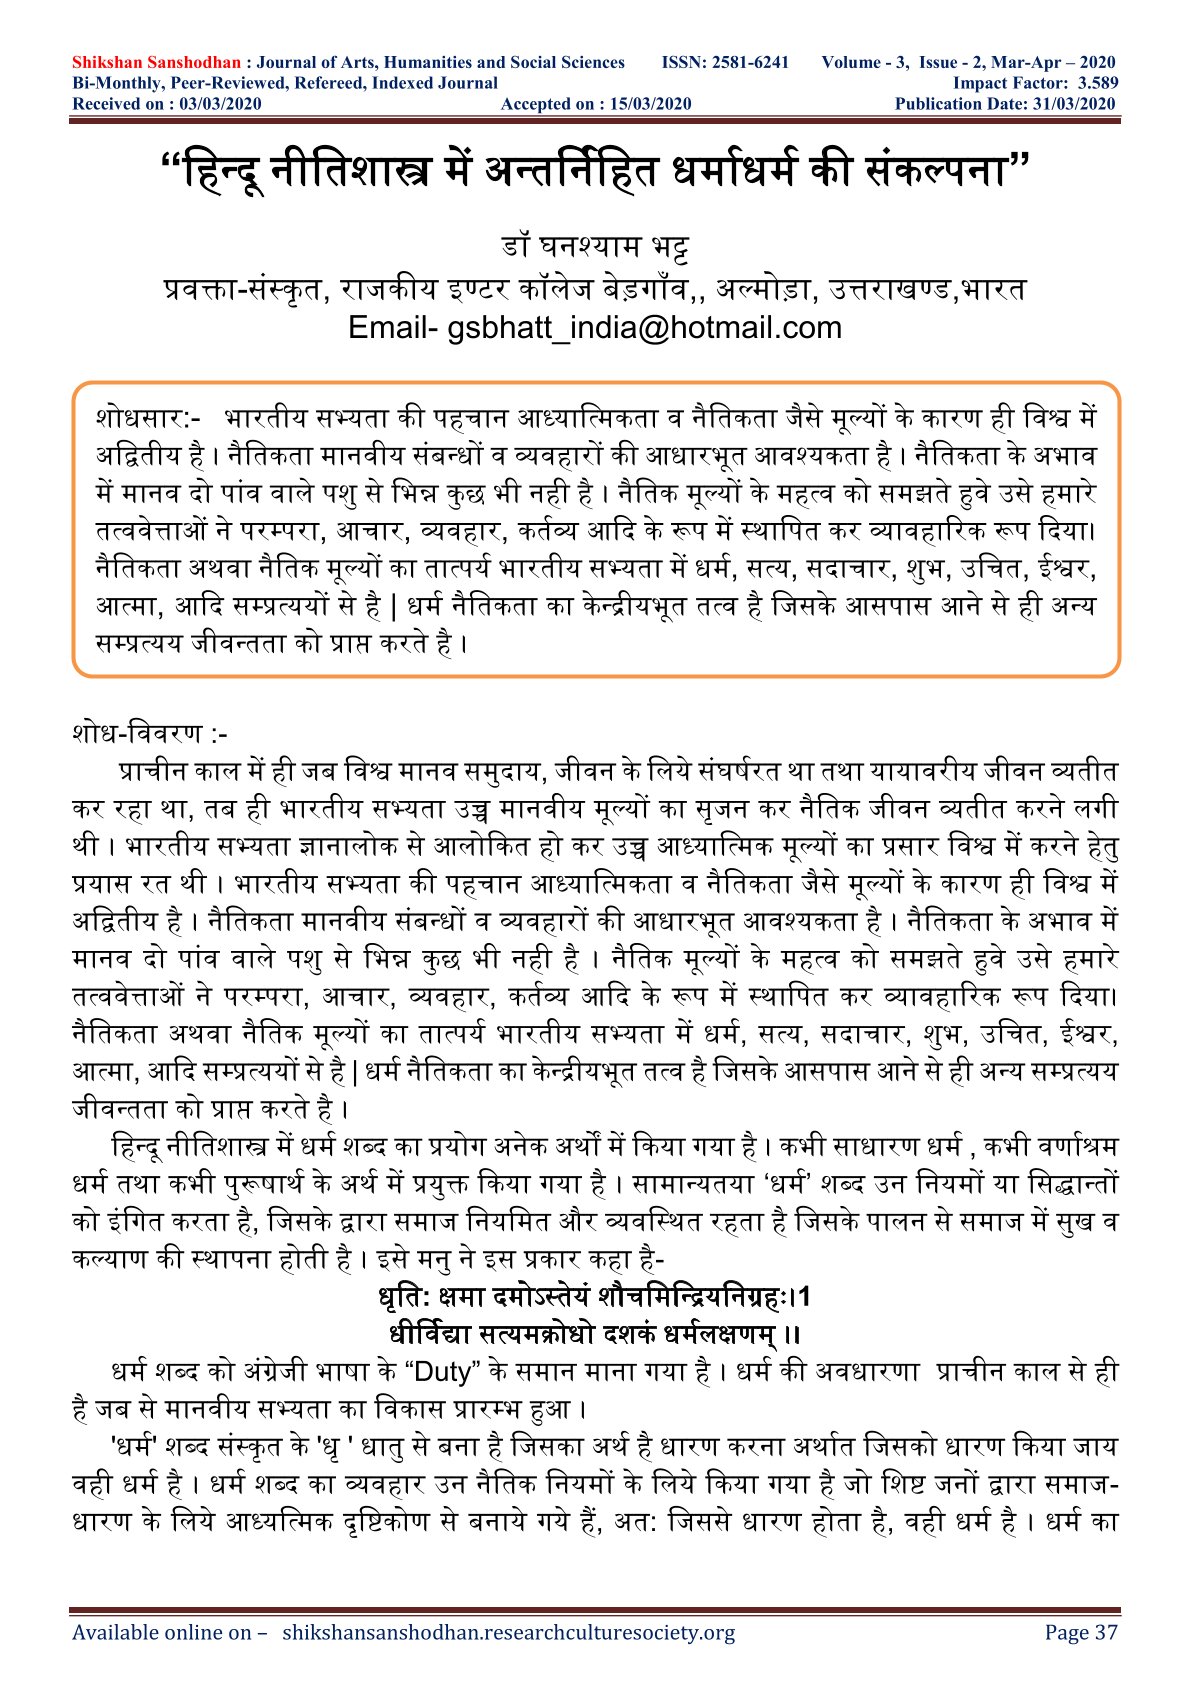 Shikshan Sanshodhan : Journal of Arts, Humanities and Social Sciences ISSN: 2581-6241 Volume - 3, Issue - 2, Mar-Apr – 2020
Bi-Monthly, Peer-Reviewed, Refereed, Indexed Journal Impact Factor: 3.589
Received on : 03/03/2020 Accepted on : 15/03/2020 Publication Date: 31/03/2020
“हिन्दू नीतिशास्त्र में अन्तर्निहित धर्माधर्म की संकल्पना”
डॉ घनश्याम भट्ट
प्रवक्ता-संस्कृत, राजकीय इण्टर कॉलेज बेड़गाँव,, अल्मोड़ा, उत्तराखण्ड,भारत
Email- gsbhatt_india@hotmail.com
शोधसार:- भारतीय सभ्यता की पहचान आध्यात्मिकता व नैतिकता जैसे मूल्यों के कारण ही विश्व में
अद्वितीय है । नैतिकता मानवीय संबन्धों व व्यवहारों की आधारभूत आवश्यकता है । नैतिकता के अभाव
में मानव दो पांव वाले पशु से भिन्न कुछ भी नही है । नैतिक मूल्यों के महत्व को समझते हुवे उसे हमारे
तत्ववेत्ताओं ने परम्परा, आचार, व्यवहार, कर्तव्य आदि के रूप में स्थापित कर व्यावहारिक रूप दिया।
नैतिकता अथवा नैतिक मूल्यों का तात्पर्य भारतीय सभ्यता में धर्म, सत्य, सदाचार, शुभ, उचित, ईश्वर,
आत्मा, आदि सम्प्रत्ययों से है | धर्म नैतिकता का केन्द्रीयभूत तत्व है जिसके आसपास आने से ही अन्य
सम्प्रत्यय जीवन्तता को प्राप्त करते है ।
शोध-विवरण :-
प्राचीन काल में ही जब विश्व मानव समुदाय, जीवन के लिये संघर्षरत था तथा यायावरीय जीवन व्यतीत
कर रहा था, तब ही भारतीय सभ्यता उच्च मानवीय मूल्यों का सृजन कर नैतिक जीवन व्यतीत करने लगी
थी । भारतीय सभ्यता ज्ञानालोक से आलोकित हो कर उच्च आध्यात्मिक मूल्यों का प्रसार विश्व में करने हेतु
प्रयास रत थी । भारतीय सभ्यता की पहचान आध्यात्मिकता व नैतिकता जैसे मूल्यों के कारण ही विश्व में
अद्वितीय है । नैतिकता मानवीय संबन्धों व व्यवहारों की आधारभूत आवश्यकता है । नैतिकता के अभाव में
मानव दो पांव वाले पशु से भिन्न कुछ भी नही है । नैतिक मूल्यों के महत्व को समझते हुवे उसे हमारे
तत्ववेत्ताओं ने परम्परा, आचार, व्यवहार, कर्तव्य आदि के रूप में स्थापित कर व्यावहारिक रूप दिया।
नैतिकता अथवा नैतिक मूल्यों का तात्पर्य भारतीय सभ्यता में धर्म, सत्य, सदाचार, शुभ, उचित, ईश्वर,
आत्मा, आदि सम्प्रत्ययों से है | धर्म नैतिकता का केन्द्रीयभूत तत्व है जिसके आसपास आने से ही अन्य सम्प्रत्यय
जीवन्तता को प्राप्त करते है ।
हिन्दू नीतिशास्त्र में धर्म शब्द का प्रयोग अनेक अर्थों में किया गया है । कभी साधारण धर्म , कभी वर्णाश्रम
धर्म तथा कभी पुरूषार्थ के अर्थ में प्रयुक्त किया गया है । सामान्यतया ‘धर्म’ शब्द उन नियमों या सिद्धान्तों
को इंगित करता है, जिसके द्वारा समाज नियमित और व्यवस्थित रहता है जिसके पालन से समाज में सुख व
कल्याण की स्थापना होती है । इसे मनु ने इस प्रकार कहा है-
धृति: क्षमा दमोऽस्तेयं शौचमिन्द्रियनिग्रहः।1
धीर्विद्या सत्यमक्रोधो दशकं धर्मलक्षणम् ।।
धर्म शब्द को अंग्रेजी भाषा के “Duty” के समान माना गया है । धर्म की अवधारणा प्राचीन काल से ही
है जब से मानवीय सभ्यता का विकास प्रारम्भ हुआ ।
'धर्म' शब्द संस्कृत के 'धृ ' धातु से बना है जिसका अर्थ है धारण करना अर्थात जिसको धारण किया जाय
वही धर्म है । धर्म शब्द का व्यवहार उन नैतिक नियमों के लिये किया गया है जो शिष्ट जनों द्वारा समाज-
धारण के लिये आध्यत्मिक दृष्टिकोण से बनाये गये हैं, अत: जिससे धारण होता है, वही धर्म है । धर्म का
Available online on – shikshansanshodhan.researchculturesociety.org Page 37